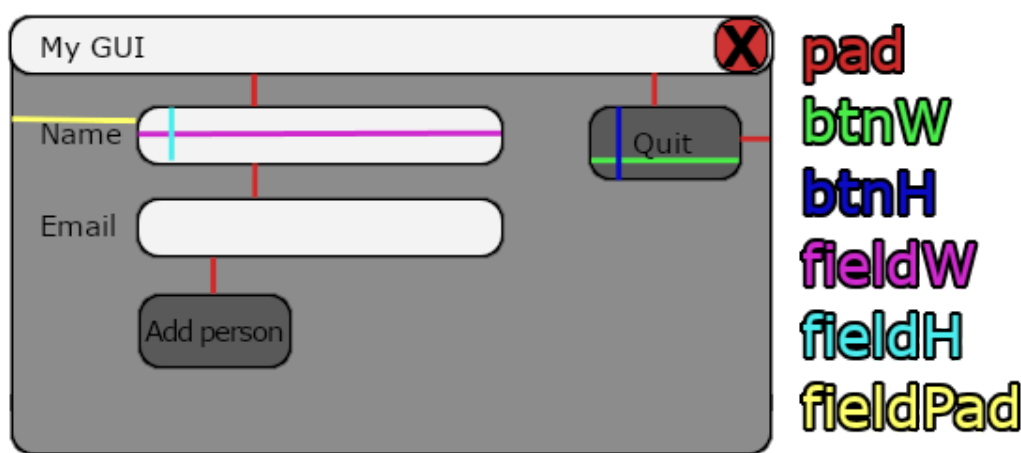 My GUI X
Name
Quit
Email
Add person
pad
btnW
btnH
fieldW
fieldH
fieldPad